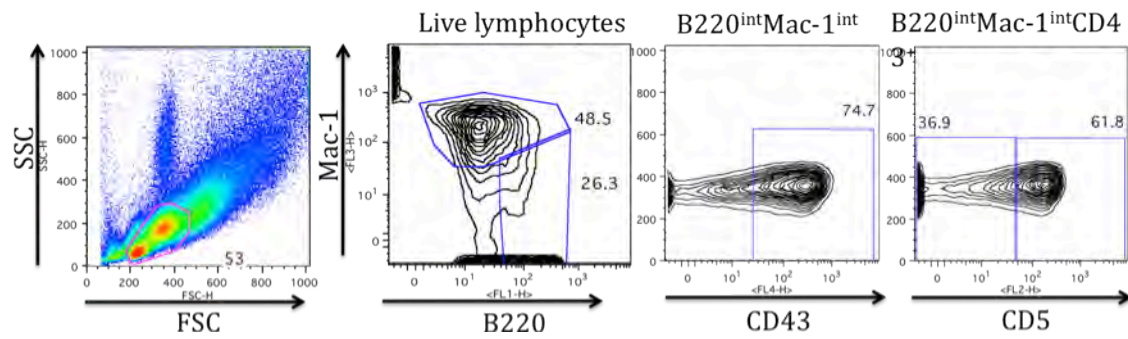 Live lymphocytes
B220intMac-1int
B220intMac-1intCD4
3+
SSC
SSC-H
1000
800
600
400
200
0
53
0 200 400 600 800 1000
FSC-H
FSC
Mac-1
<FL3-H>
10³
10²
10¹
0
48.5
26.3
0 10¹ 10² 10³
<FL1-H>
B220
1000
800
600
400
200
0
74.7
0 10¹ 10² 10³
<FL4-H>
CD43
1000
800
600
400
200
0
36.9
61.8
0 10¹ 10² 10³
<FL2-H>
CD5